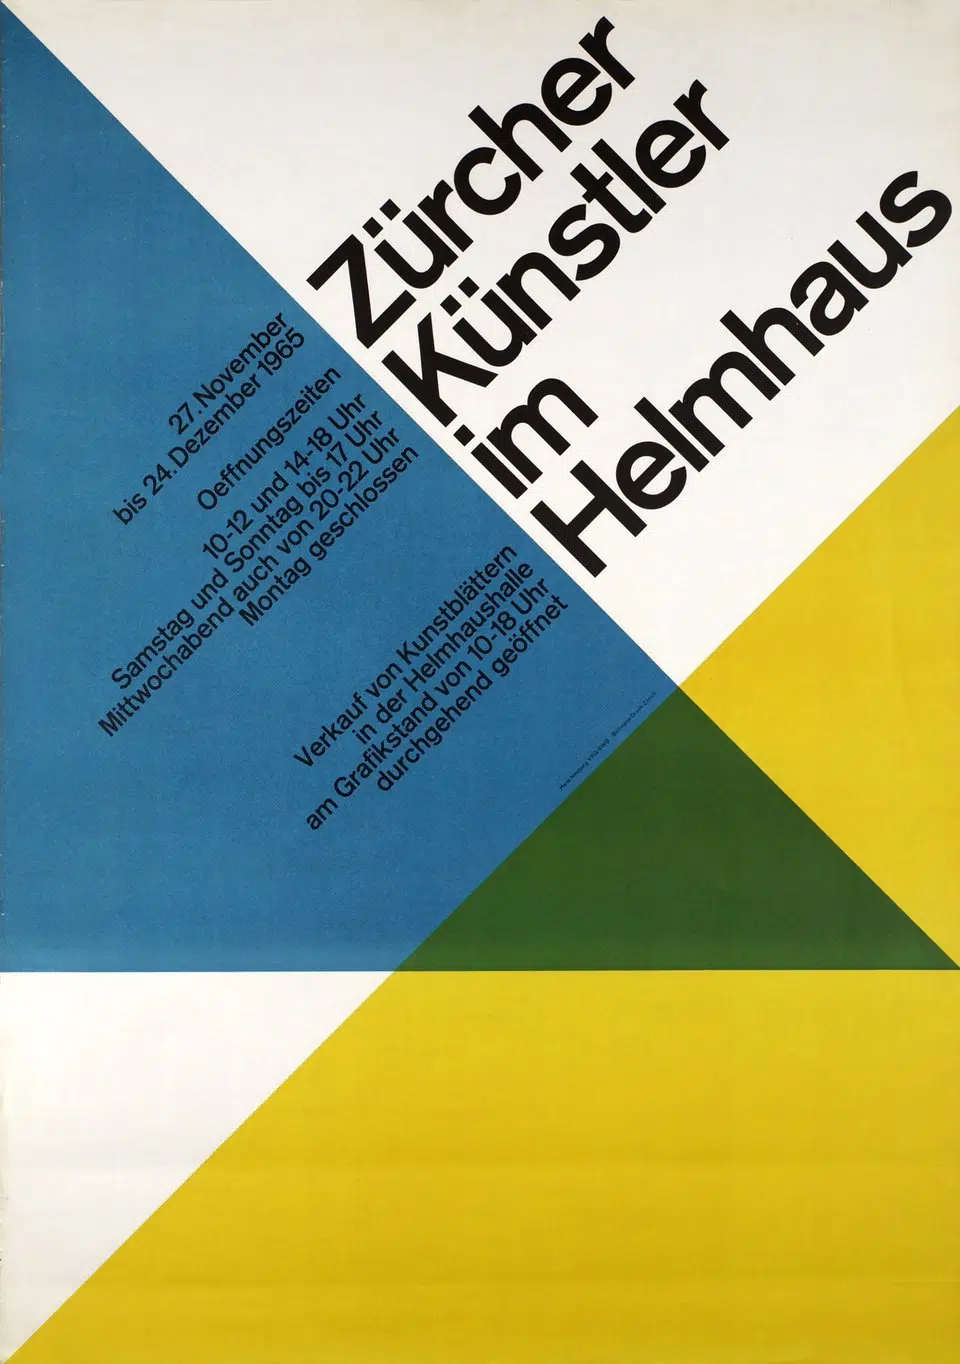 Zürcher
Künstler
im
Helmhaus
27. November
bis 24. Dezember 1965
Oeffnungszeiten
10-12 und 14-18 Uhr
Samstag und Sonntag bis 17 Uhr
Mittwochabend auch von 20-22 Uhr
Montag geschlossen
Verkauf von Kunstblättern
in der Helmhaushalle
am Grafikstand von 10-18 Uhr
durchgehend geöffnet